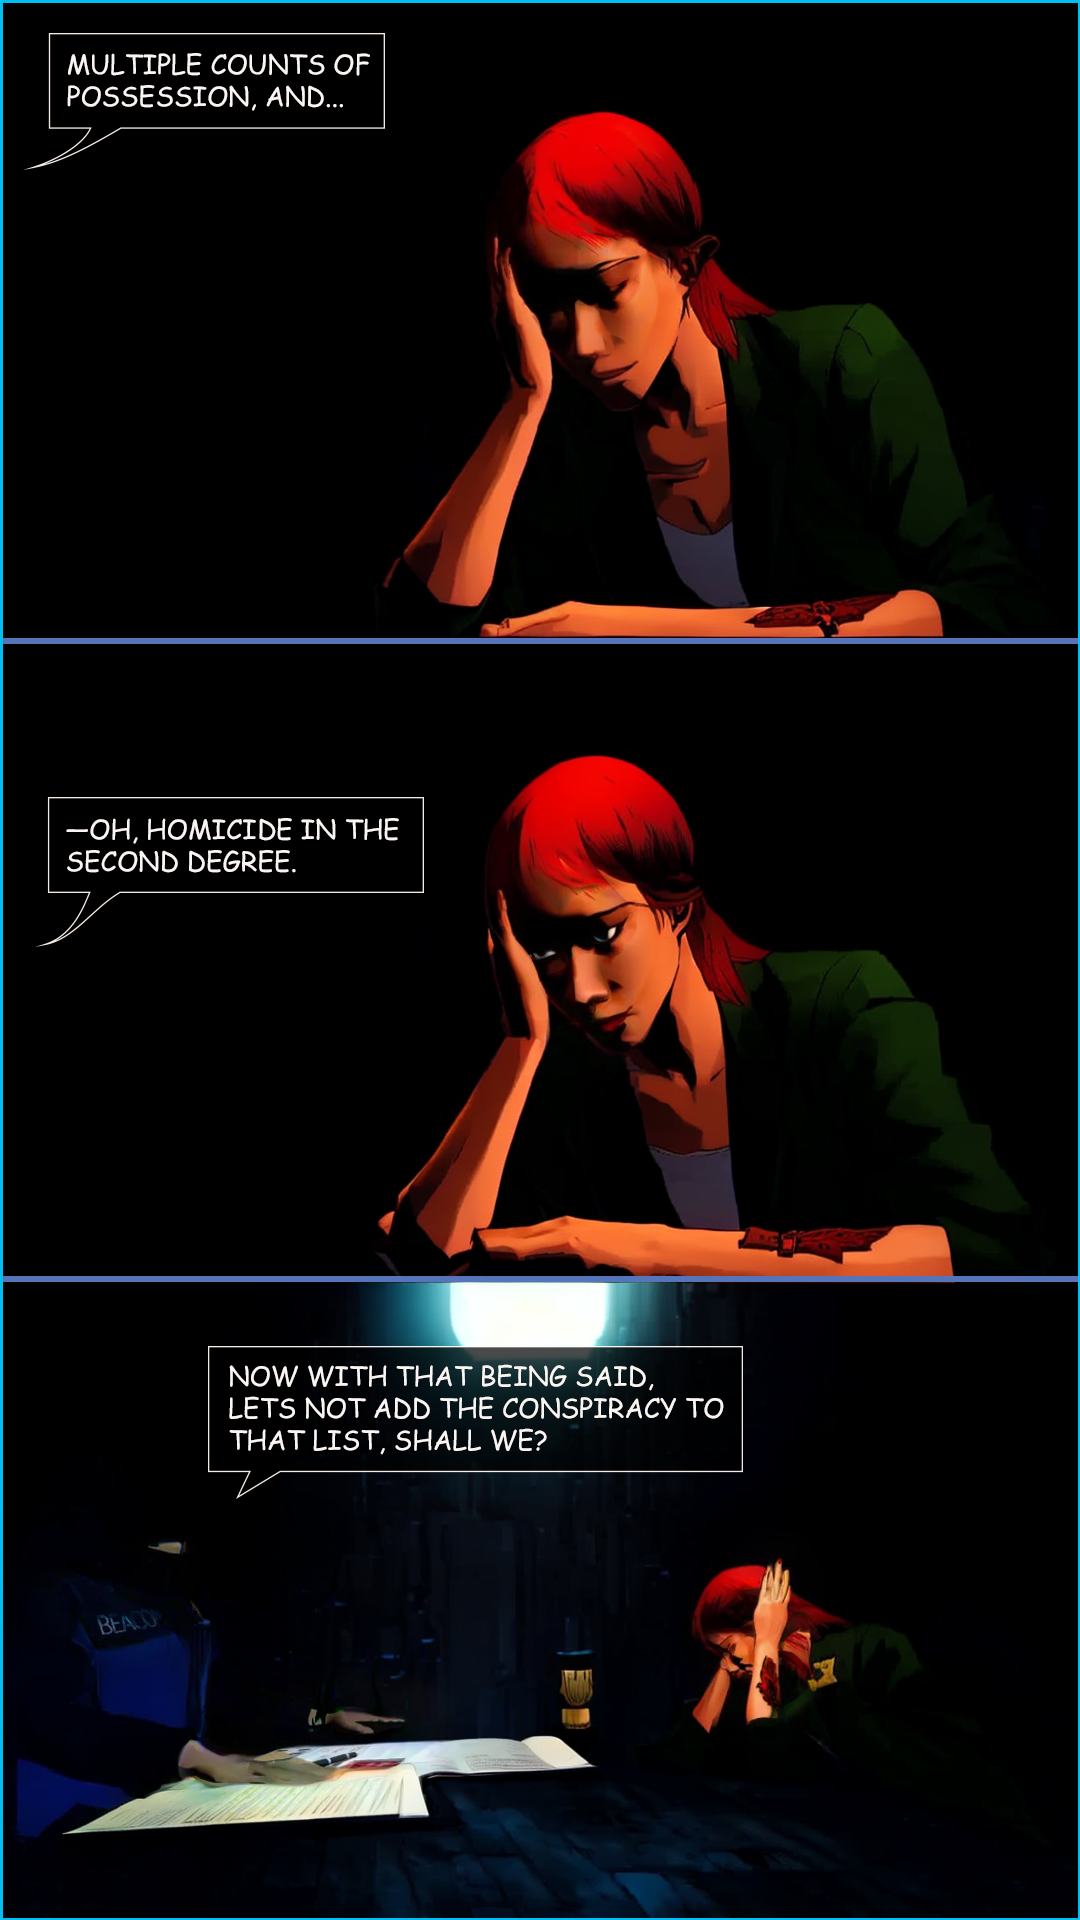 MULTIPLE COUNTS OF
POSSESSION, AND...
—OH, HOMICIDE IN THE
SECOND DEGREE.
NOW WITH THAT BEING SAID,
LETS NOT ADD THE CONSPIRACY TO
THAT LIST, SHALL WE?